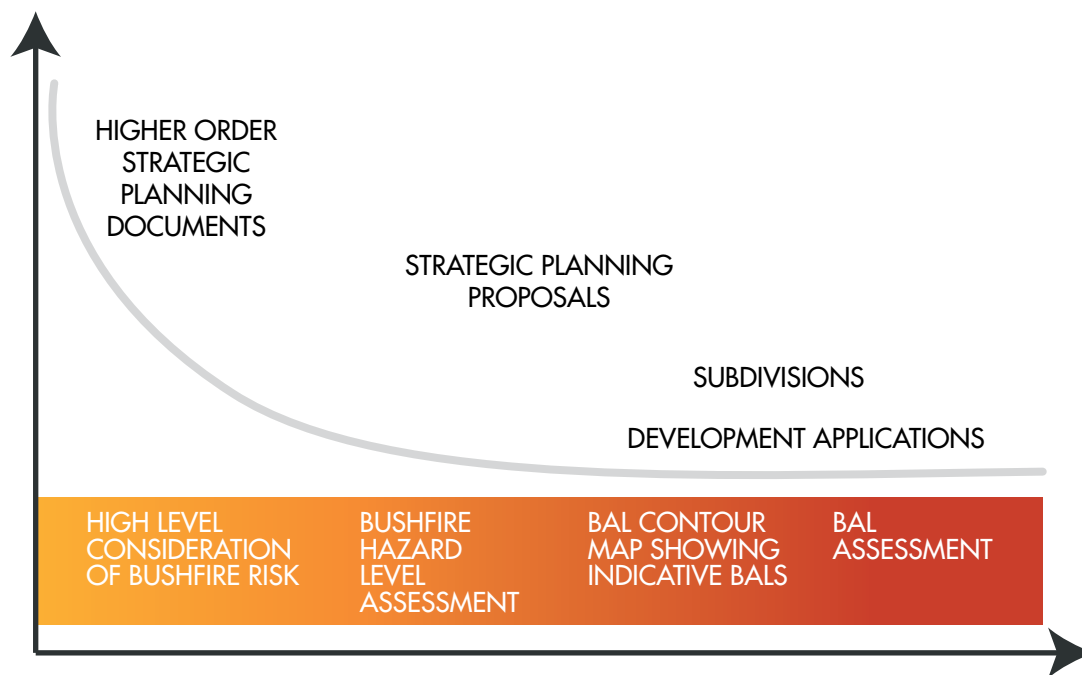 HIGHER ORDER
STRATEGIC
PLANNING
DOCUMENTS
STRATEGIC PLANNING
PROPOSALS
SUBDIVISIONS
DEVELOPMENT APPLICATIONS
HIGH LEVEL
CONSIDERATION
OF BUSHFIRE RISK
BUSHFIRE
HAZARD
LEVEL
ASSESSMENT
BAL CONTOUR
MAP SHOWING
INDICATIVE BALS
BAL
ASSESSMENT